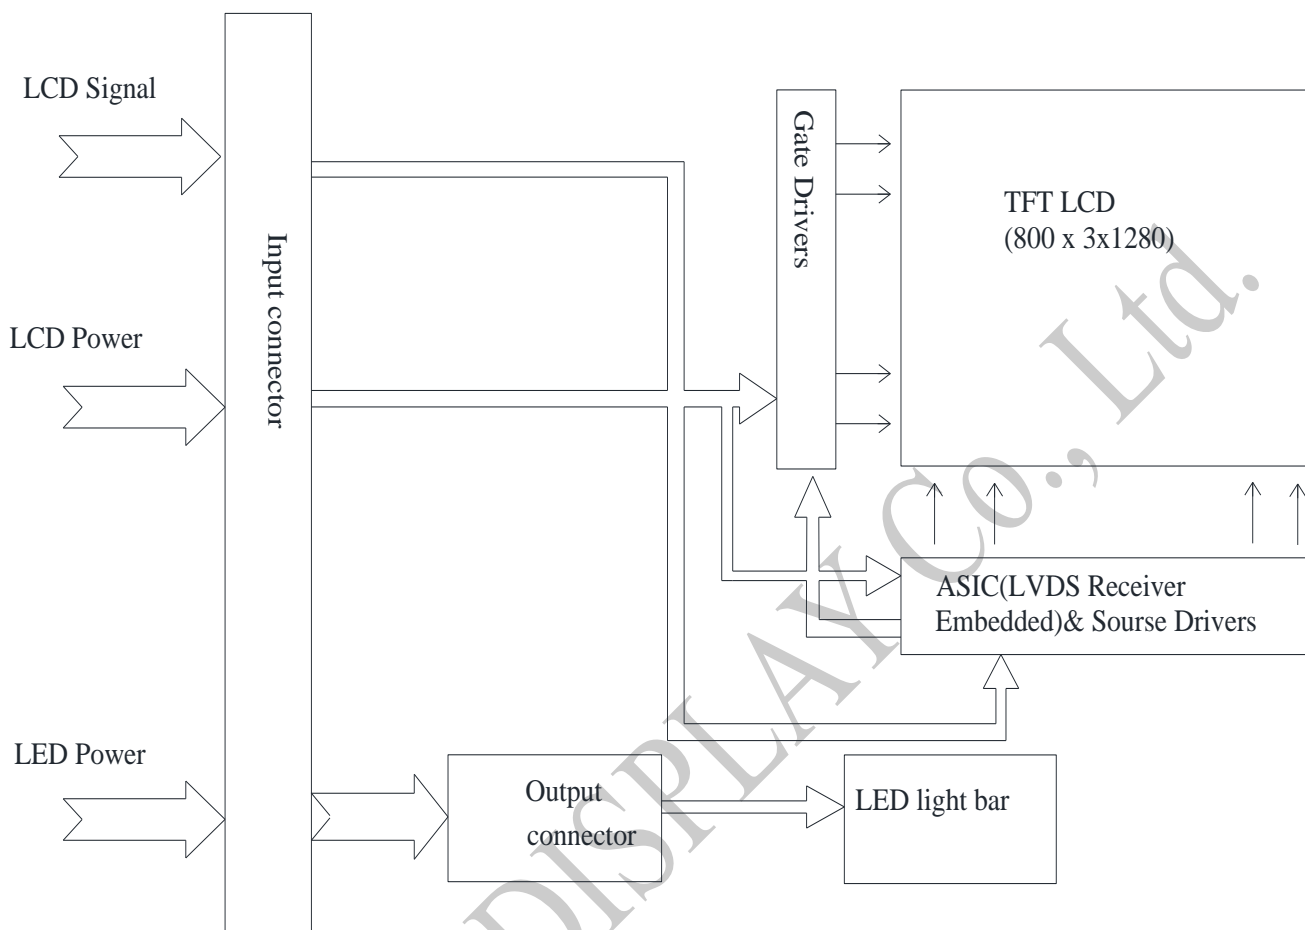 LCD Signal
LCD Power
LED Power
Input connector
Gate Drivers
TFT LCD
(800 x 3x1280)
ASIC(LVDS Receiver
Embedded)& Sourse Drivers
Output
connector
LED light bar
DISPLAY Co., Ltd.